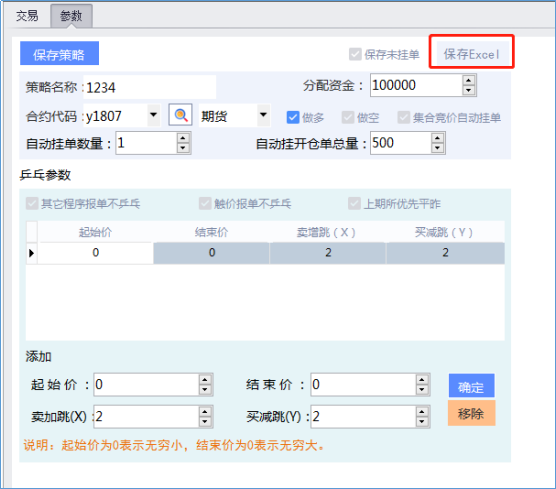 交易 参数
保存策略 保存未挂单 保存Excel
策略名称：1234 分配资金：100000
合约代码：y1807 期货 做多 做空 集合竞价自动挂单
自动挂单数量：1 自动挂开仓单总量：500
乒乓参数
其它程序报单不乒乓 触价报单不乒乓 上期所优先平昨
起始价 结束价 卖增跳（X） 买减跳（Y）
0 0 2 2
添加
起始价：0 结束价：0 确定
卖加跳(X)：2 买减跳(Y)：2 移除
说明：起始价为0表示无穷小，结束价为0表示无穷大。